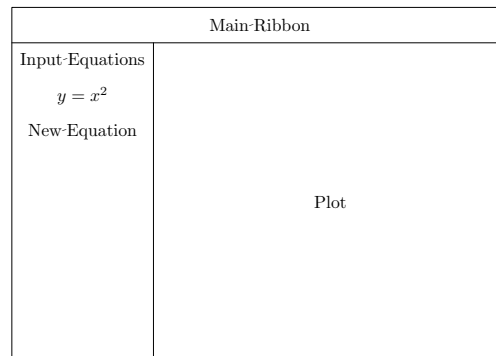 Main-Ribbon
Input-Equations
y = x²
New-Equation
Plot